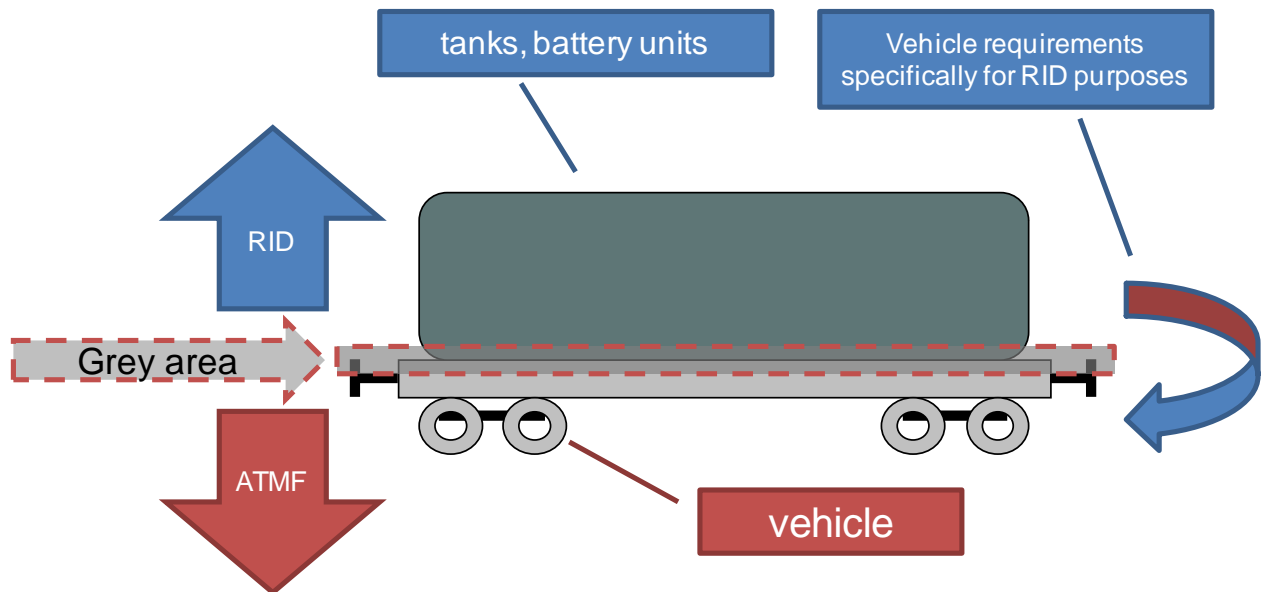 tanks, battery units
Vehicle requirements
specifically for RID purposes
RID
Grey area
ATMF
vehicle